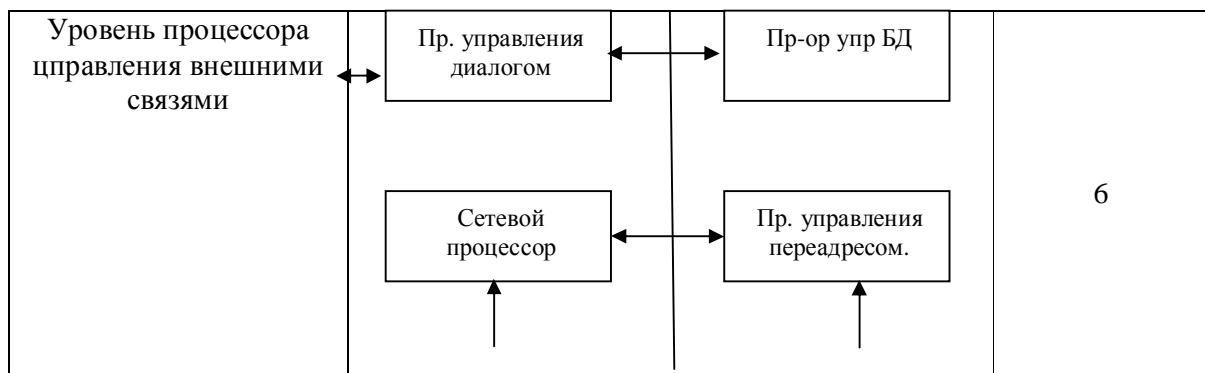 Уровень процессора
цправления внешними
связями
Пр. управления
диалогом
Пр-ор упр БД
Сетевой
процессор
Пр. управления
переадресом.
6